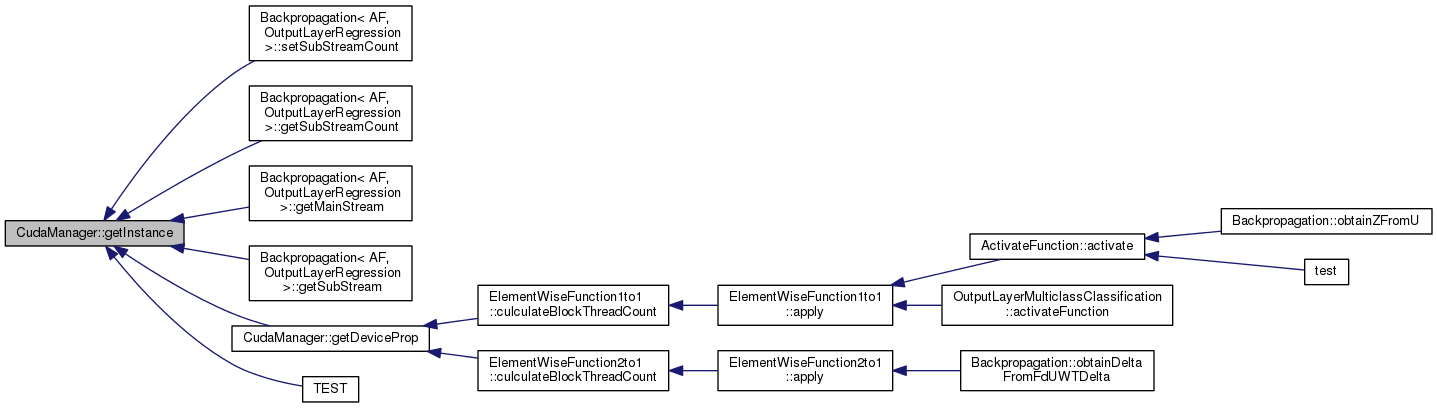 Backpropagation< AF,
OutputLayerRegression
>::setSubStreamCount
Backpropagation< AF,
OutputLayerRegression
>::getSubStreamCount
Backpropagation< AF,
OutputLayerRegression
>::getMainStream
CudaManager::getInstance
Backpropagation< AF,
OutputLayerRegression
>::getSubStream
CudaManager::getDeviceProp
TEST
ElementWiseFunction1to1
::culculateBlockThreadCount
ElementWiseFunction2to1
::culculateBlockThreadCount
ElementWiseFunction1to1
::apply
ElementWiseFunction2to1
::apply
ActivateFunction::activate
OutputLayerMulticlassClassification
::activateFunction
Backpropagation::obtainDelta
FromFdUWTDelta
Backpropagation::obtainZFromU
test